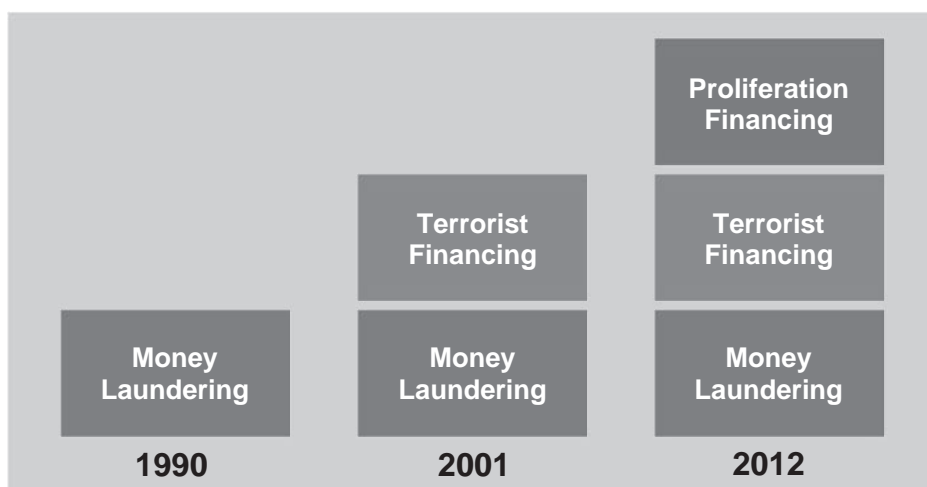 Proliferation
Financing
Terrorist
Financing
Terrorist
Financing
Money
Laundering
Money
Laundering
Money
Laundering
1990
2001
2012